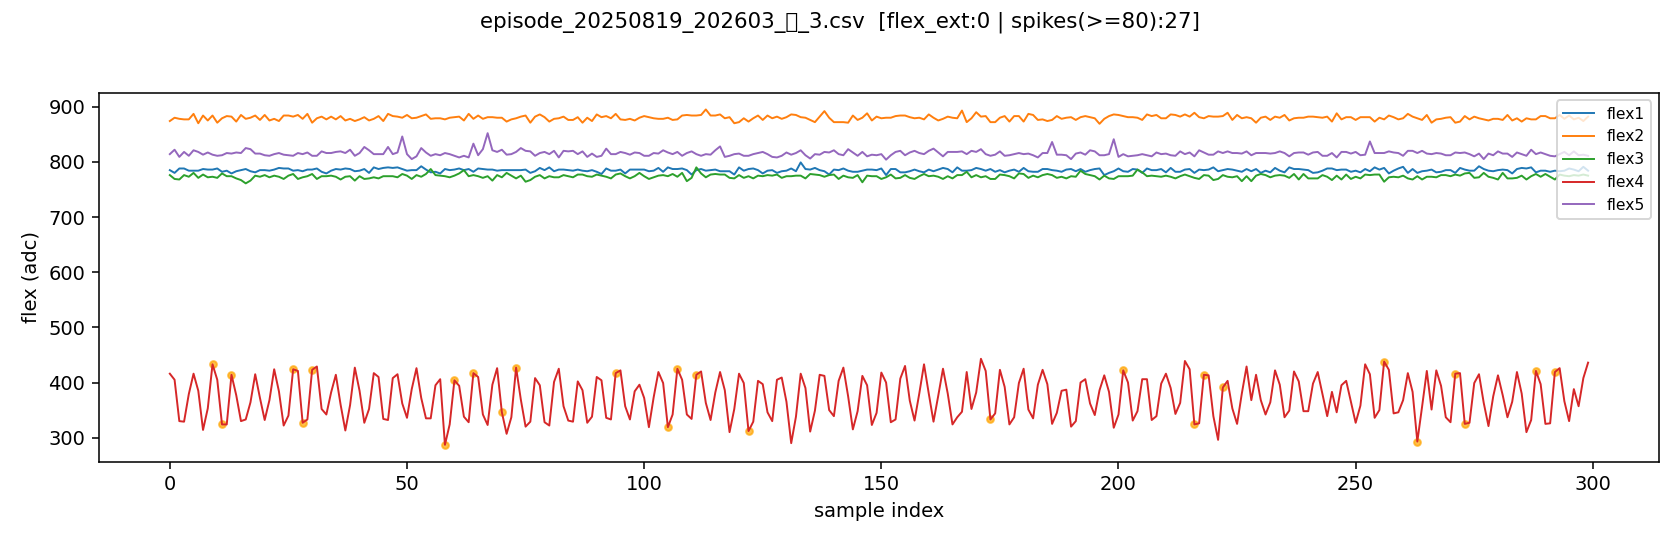 episode_20250819_202603_▯_3.csv [flex_ext:0 | spikes(>=80):27]
900
800
700
600
500
400
300
flex (adc)
flex1
flex2
flex3
flex4
flex5
0 50 100 150 200 250 300
sample index